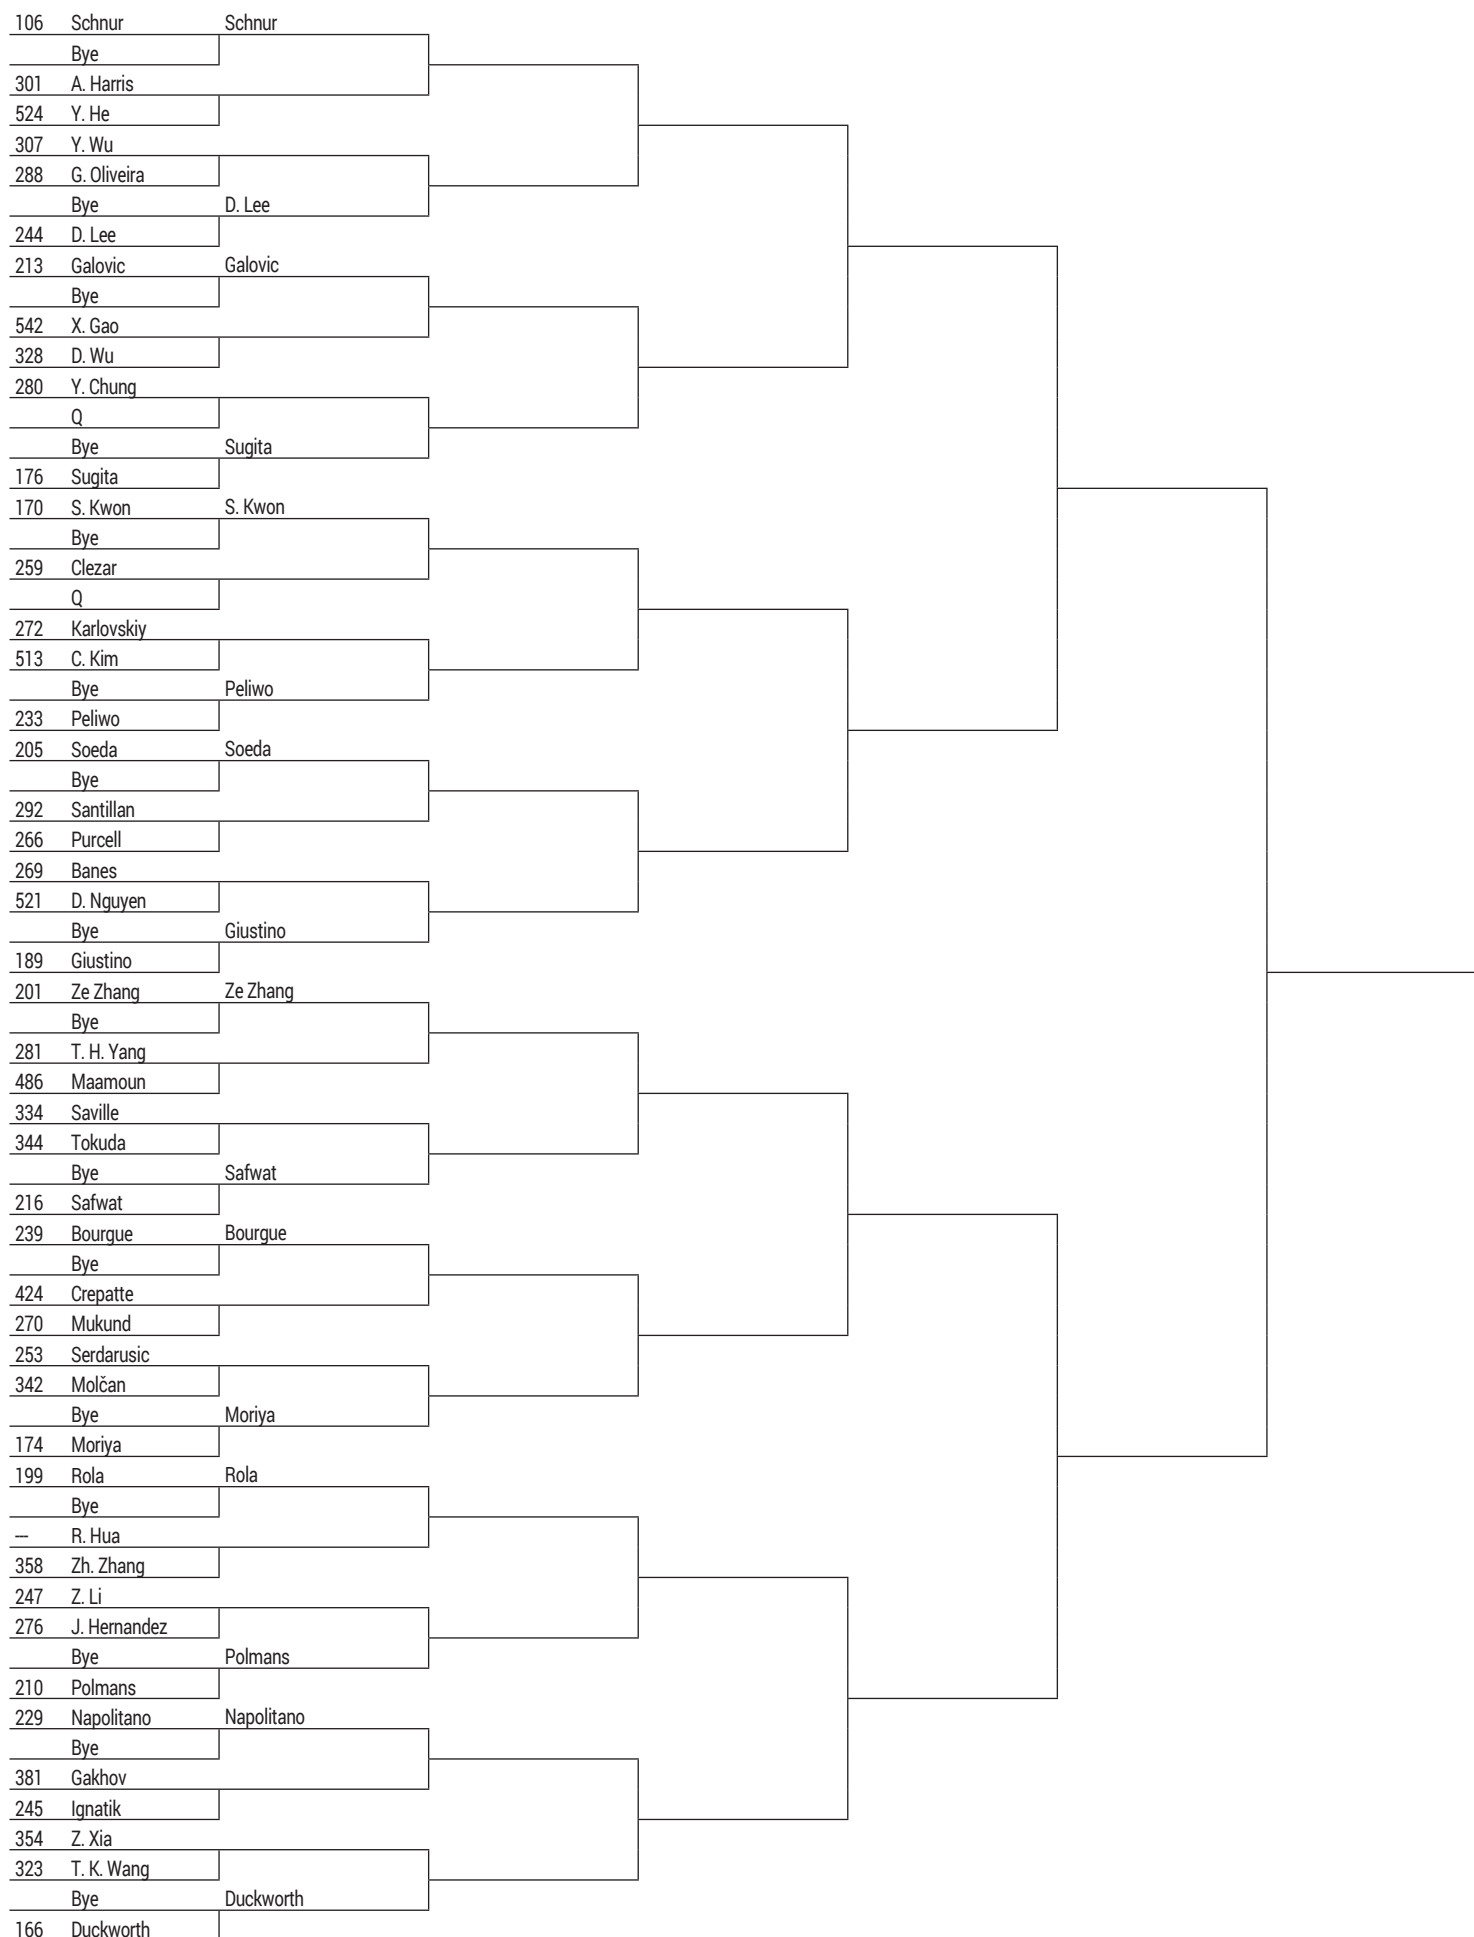 106 Schnur Schnur
Bye
301 A. Harris
524 Y. He
307 Y. Wu
288 G. Oliveira
Bye D. Lee
244 D. Lee
213 Galovic Galovic
Bye
542 X. Gao
328 D. Wu
280 Y. Chung
Q
Bye Sugita
176 Sugita
170 S. Kwon S. Kwon
Bye
259 Clezar
Q
272 Karlovskiy
513 C. Kim
Bye Peliwo
233 Peliwo
205 Soeda Soeda
Bye
292 Santillan
266 Purcell
269 Banes
521 D. Nguyen
Bye Giustino
189 Giustino
201 Ze Zhang Ze Zhang
Bye
281 T. H. Yang
486 Maamoun
334 Saville
344 Tokuda
Bye Safwat
216 Safwat
239 Bourgue Bourgue
Bye
424 Crepatte
270 Mukund
253 Serdarusic
342 Molčan
Bye Moriya
174 Moriya
199 Rola Rola
Bye
--- R. Hua
358 Zh. Zhang
247 Z. Li
276 J. Hernandez
Bye Polmans
210 Polmans
229 Napolitano Napolitano
Bye
381 Gakhov
245 Ignatik
354 Z. Xia
323 T. K. Wang
Bye Duckworth
166 Duckworth